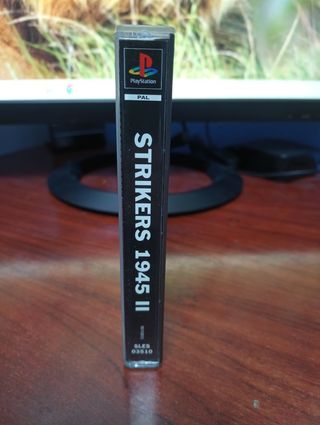 PlayStation
PAL
STRIKERS 1945 II
SLES
03510